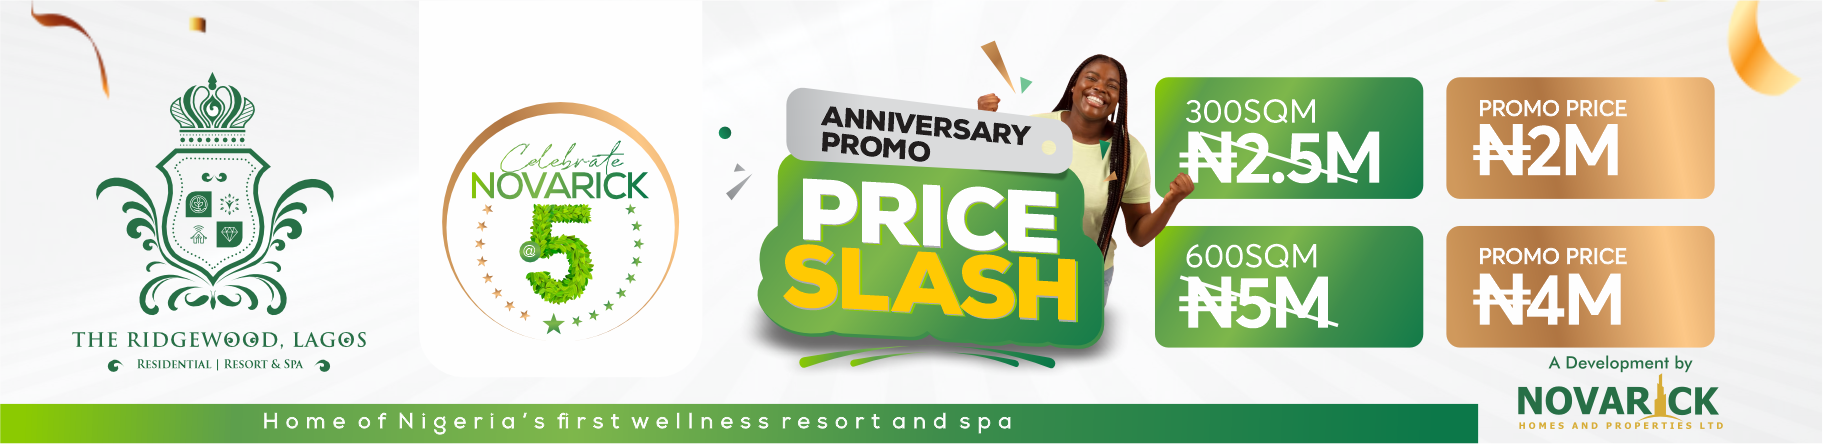 THE RIDGEWOOD, LAGOS
RESIDENTIAL | RESORT & SPA
Celebrate
NOVARICK
@
5
ANNIVERSARY
PROMO
PRICE
SLASH
300SQM
₦2.5M
PROMO PRICE
₦2M
600SQM
₦5M
PROMO PRICE
₦4M
A Development by
NOVARICK
HOMES AND PROPERTIES LTD
Home of Nigeria's first wellness resort and spa